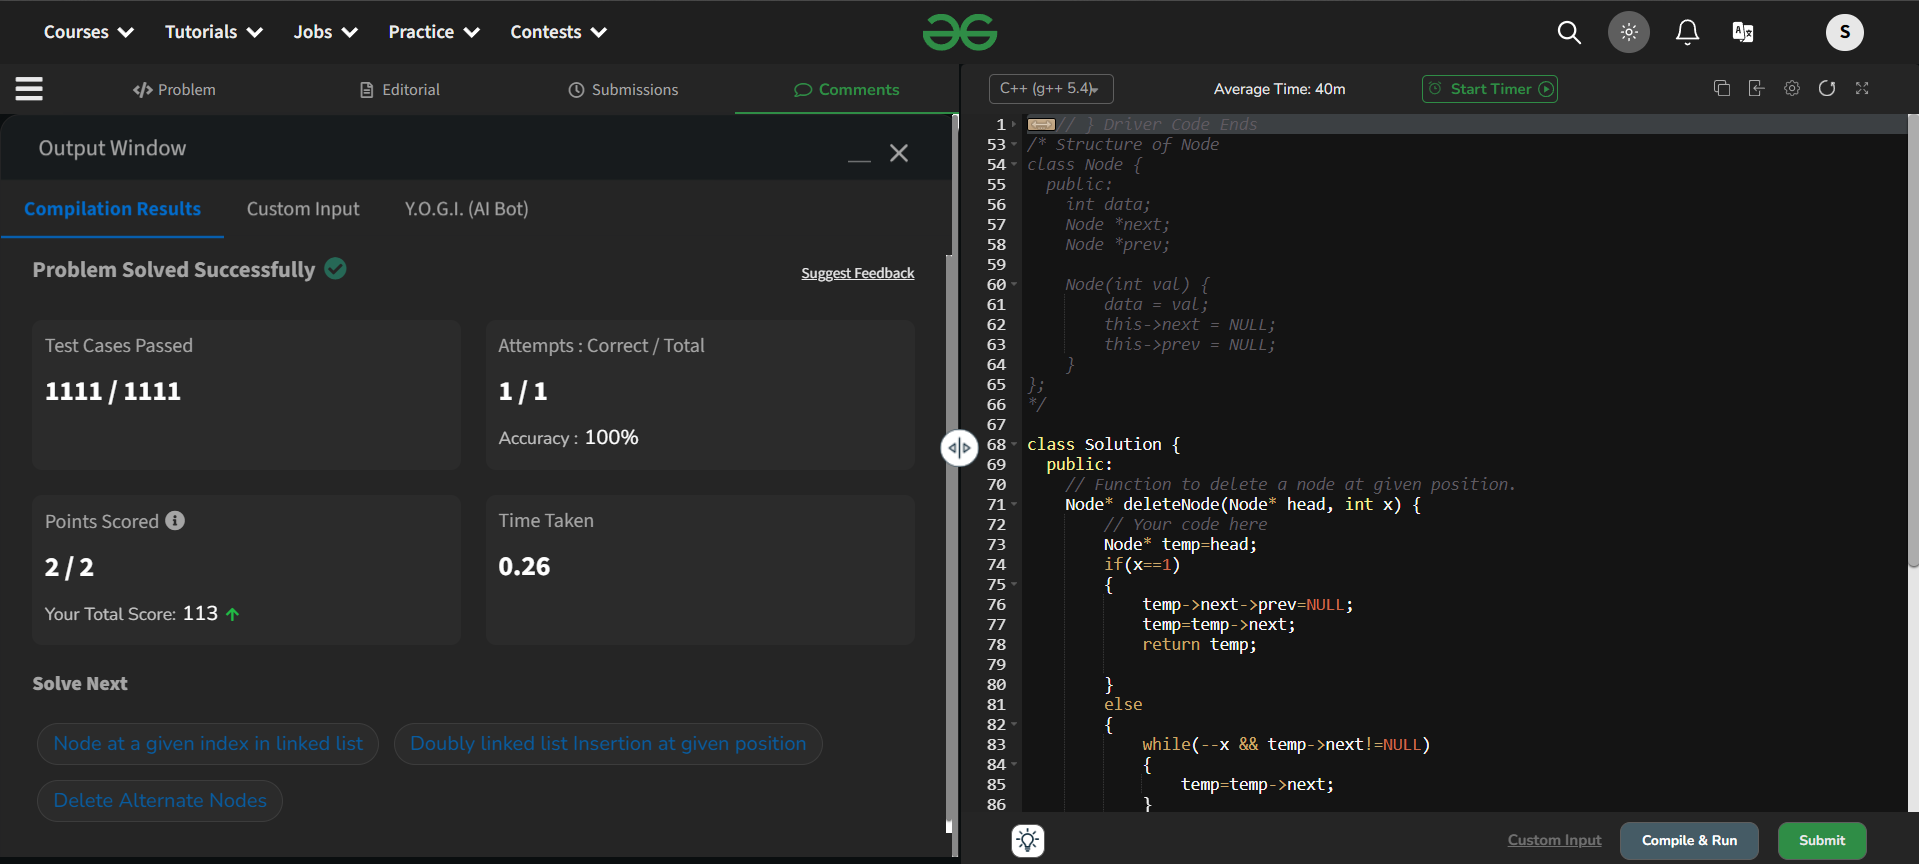 Courses Tutorials Jobs Practice Contests
S
Problem Editorial Submissions Comments
Output Window
Compilation Results Custom Input Y.O.G.I. (AI Bot)
Problem Solved Successfully
Suggest Feedback
Test Cases Passed
1111 / 1111
Attempts : Correct / Total
1 / 1
Accuracy : 100%
Points Scored
2 / 2
Your Total Score: 113
Time Taken
0.26
Solve Next
Node at a given index in linked list
Doubly linked list Insertion at given position
Delete Alternate Nodes
C++ (g++ 5.4)
Average Time: 40m
Start Timer
1 // } Driver Code Ends
53 /* Structure of Node
54 class Node {
55 public:
56 int data;
57 Node *next;
58 Node *prev;
59
60 Node(int val) {
61 data = val;
62 this->next = NULL;
63 this->prev = NULL;
64 }
65 };
66 */
67
68 class Solution {
69 public:
70 // Function to delete a node at given position.
71 Node* deleteNode(Node* head, int x) {
72 // Your code here
73 Node* temp=head;
74 if(x==1)
75 {
76 temp->next->prev=NULL;
77 temp=temp->next;
78 return temp;
79
80 }
81 else
82 {
83 while(--x && temp->next!=NULL)
84 {
85 temp=temp->next;
86 }
Custom Input
Compile & Run
Submit